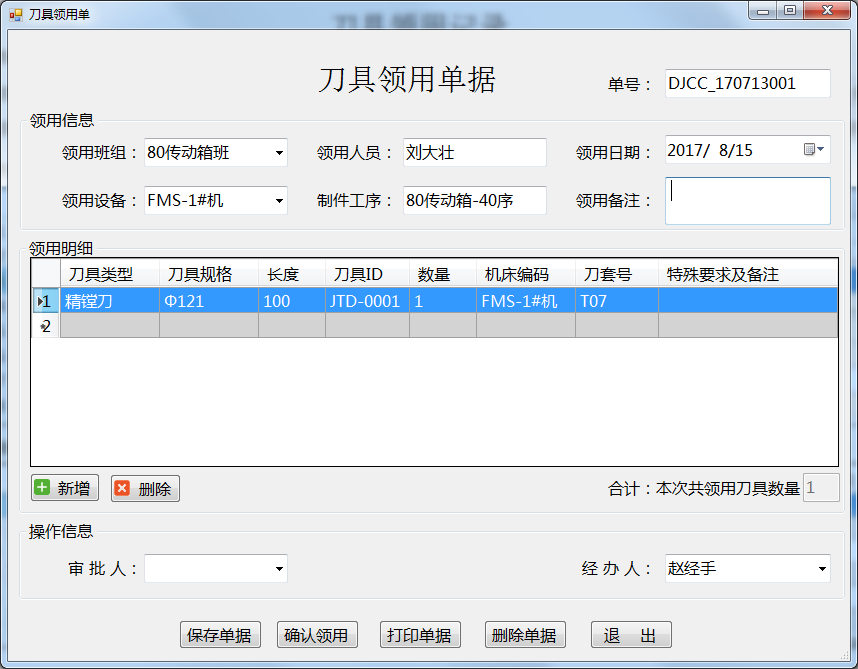 刀具领用单
刀具领用单据
单号： DJCC_170713001
领用信息
领用班组： 80传动箱班 领用人员： 刘大壮 领用日期： 2017/ 8/15
领用设备： FMS-1#机 制件工序： 80传动箱-40序 领用备注：
领用明细
刀具类型 刀具规格 长度 刀具ID 数量 机床编码 刀套号 特殊要求及备注
1 精镗刀 Φ121 100 JTD-0001 1 FMS-1#机 T07
2
新增 删除 合计：本次共领用刀具数量 1
操作信息
审 批 人： 经 办 人： 赵经手
保存单据 确认领用 打印单据 删除单据 退 出